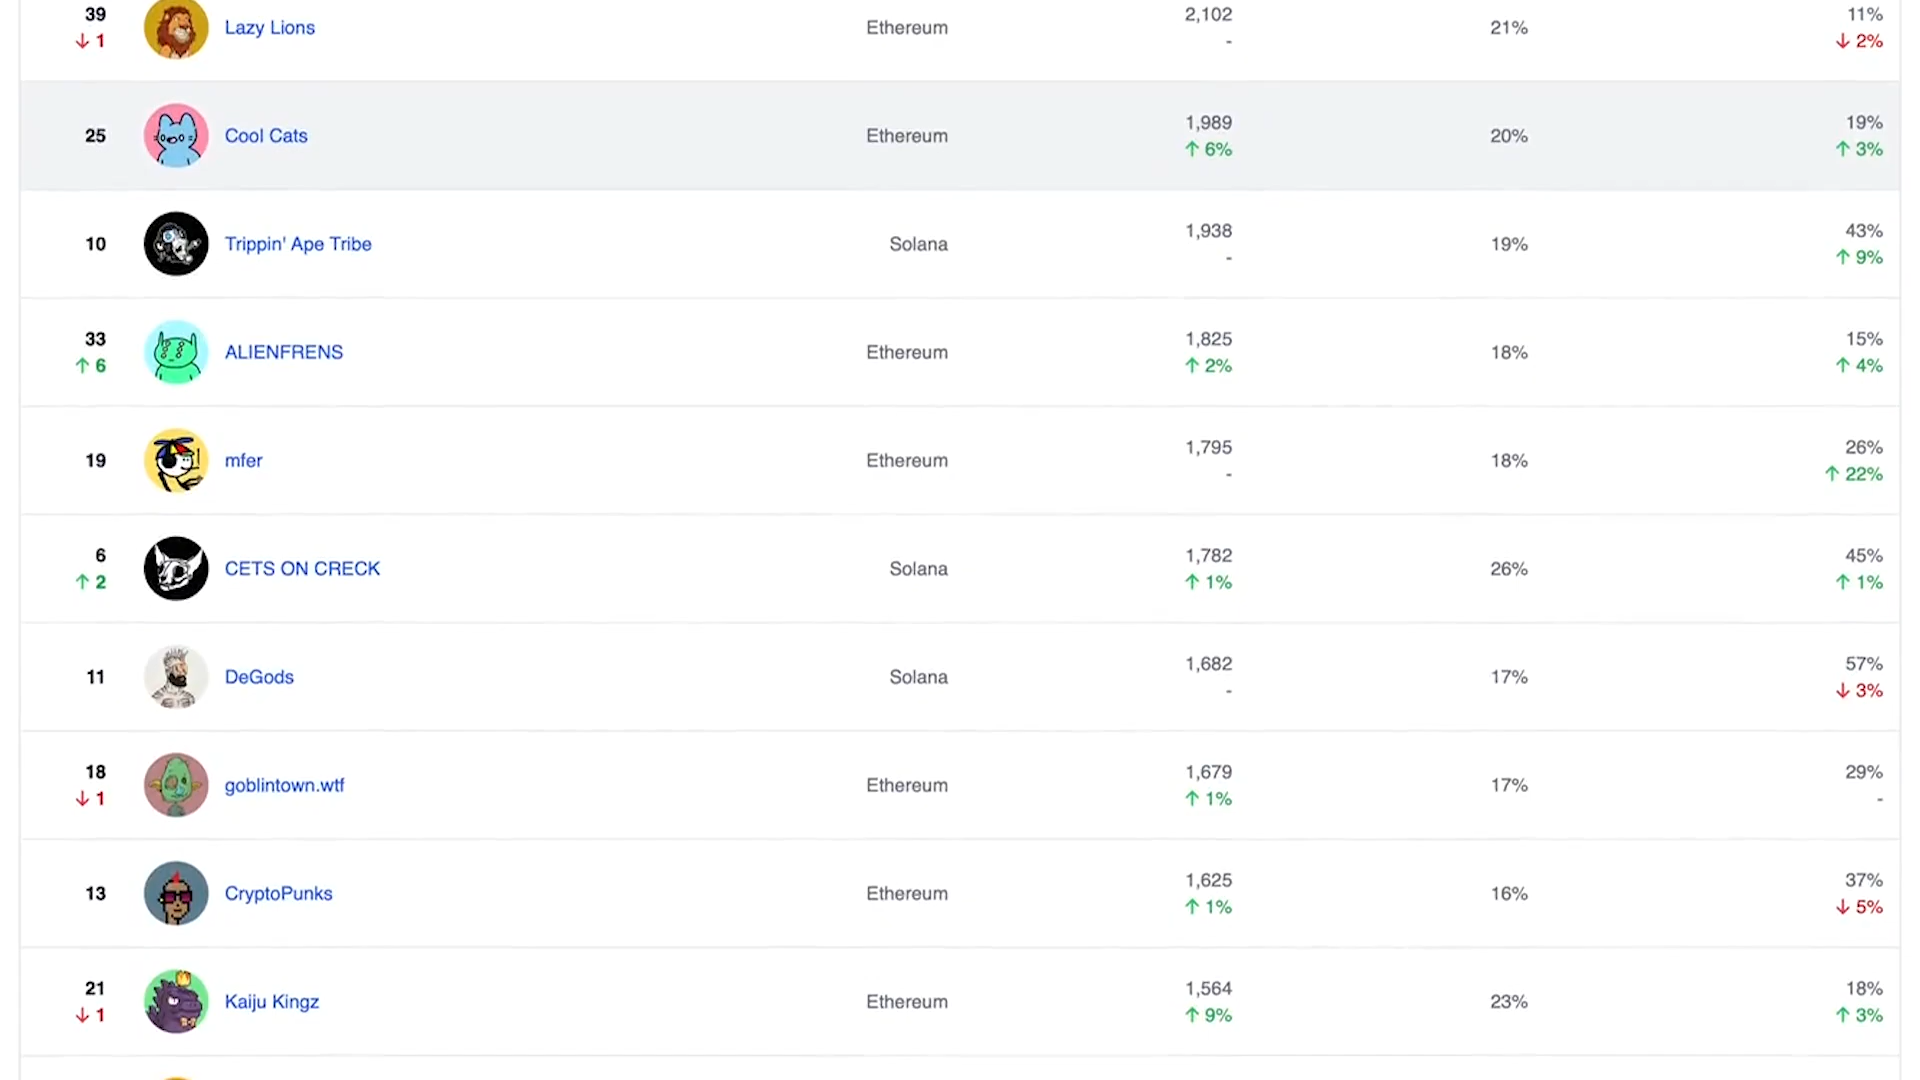 39 Lazy Lions Ethereum 2,102 21% 11%
↓ 1 - ↓ 2%
25 Cool Cats Ethereum 1,989 20% 19%
↑ 6% ↑ 3%
10 Trippin' Ape Tribe Solana 1,938 19% 43%
- ↑ 9%
33 ALIENFRENS Ethereum 1,825 18% 15%
↑ 6 ↑ 2% ↑ 4%
19 mfer Ethereum 1,795 18% 26%
- ↑ 22%
6 CETS ON CRECK Solana 1,782 26% 45%
↑ 2 ↑ 1% ↑ 1%
11 DeGods Solana 1,682 17% 57%
- ↓ 3%
18 goblintown.wtf Ethereum 1,679 17% 29%
↓ 1 ↑ 1% -
13 CryptoPunks Ethereum 1,625 16% 37%
↑ 1% ↓ 5%
21 Kaiju Kingz Ethereum 1,564 23% 18%
↓ 1 ↑ 9% ↑ 3%